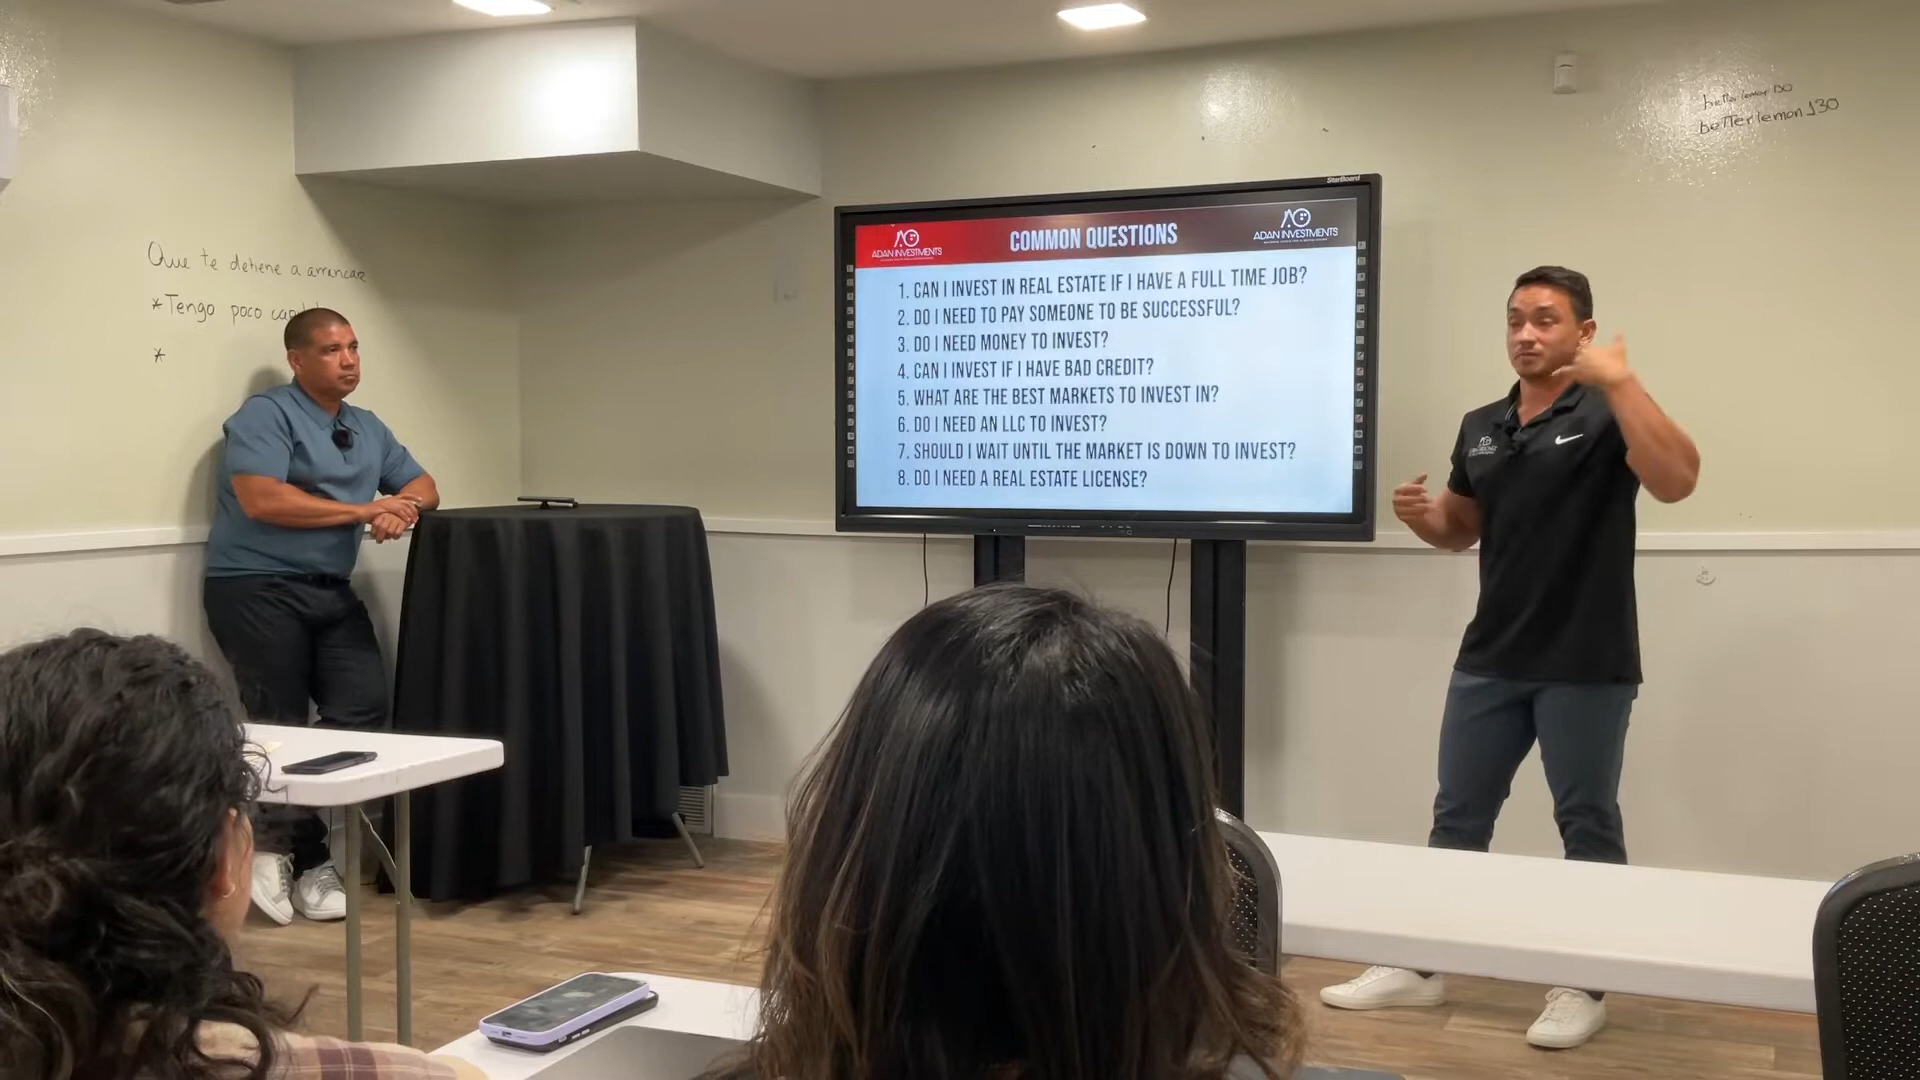 betterlemon130
betterlemon130
StarBoard
Que te detiene a arrancar
*Tengo poco
*
ADAN INVESTMENTS
COMMON QUESTIONS
ADAN INVESTMENTS
1. CAN I INVEST IN REAL ESTATE IF I HAVE A FULL TIME JOB?
2. DO I NEED TO PAY SOMEONE TO BE SUCCESSFUL?
3. DO I NEED MONEY TO INVEST?
4. CAN I INVEST IF I HAVE BAD CREDIT?
5. WHAT ARE THE BEST MARKETS TO INVEST IN?
6. DO I NEED AN LLC TO INVEST?
7. SHOULD I WAIT UNTIL THE MARKET IS DOWN TO INVEST?
8. DO I NEED A REAL ESTATE LICENSE?